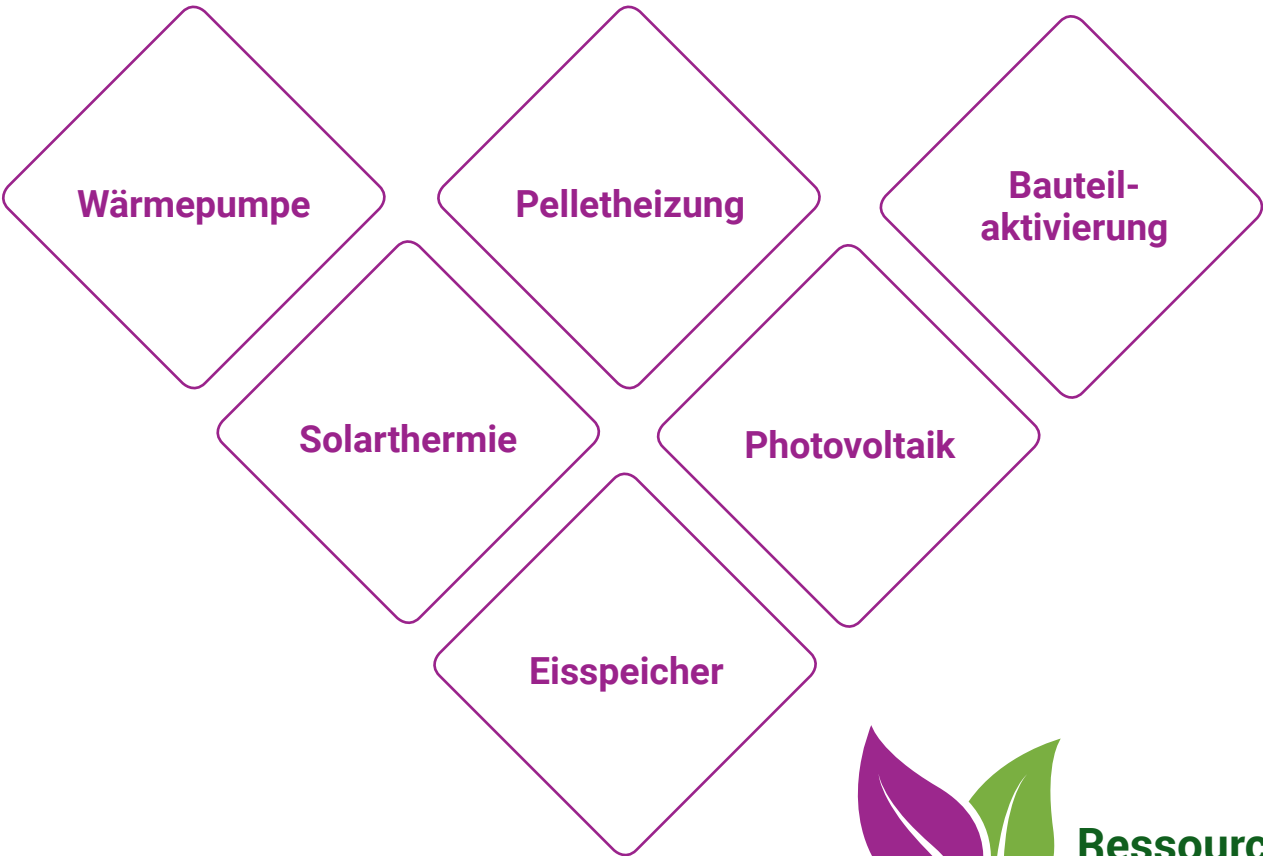 Wärmepumpe
Pelletheizung
Bauteil-
aktivierung
Solarthermie
Photovoltaik
Eisspeicher